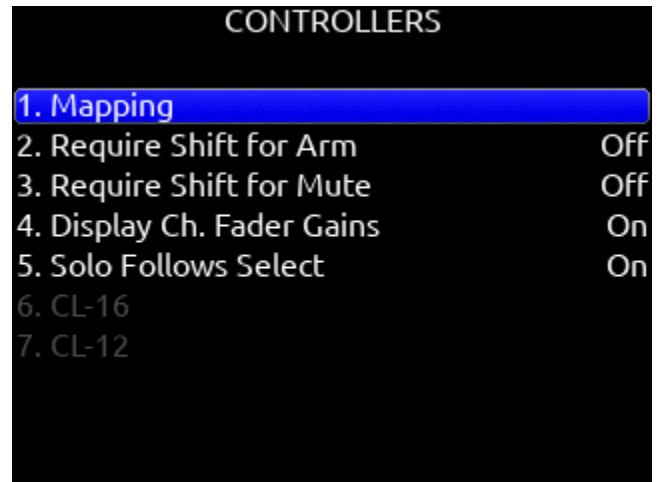 CONTROLLERS
1. Mapping
2. Require Shift for Arm Off
3. Require Shift for Mute Off
4. Display Ch. Fader Gains On
5. Solo Follows Select On
6. CL-16
7. CL-12